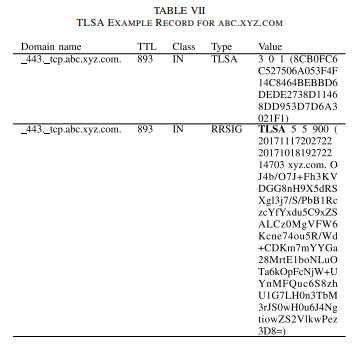 TABLE VII
TLSA EXAMPLE RECORD FOR ABC.XYZ.COM
Domain name TTL Class Type Value
_443._tcp.abc.xyz.com. 893 IN TLSA 3 0 1 (8CB0FC6
C527506A053F4F
14C8464BEBBD6
DEDE2738D1146
8DD953D7D6A3
021F1)
_443._tcp.abc.xyz.com. 893 IN RRSIG TLSA 5 5 900 (
20171117202722
20171018192722
14703 xyz.com. O
J4b/O7J+Fh3KV
DGG8nH9X5dRS
Xgl3j7/S/PbB1Rc
zcYfYxdu5C9xZS
ALCz0MgVFW6
Kcne74ou5R/Wd
+CDKm7mYYGa
28MrtE1boNLuO
Ta6kOpFcNjW+U
YnMFQuc6S8zh
U1G7LH0n3TbM
3rJS0wH0u6J4Ng
tiowZS2VlkwPez
3D8=)